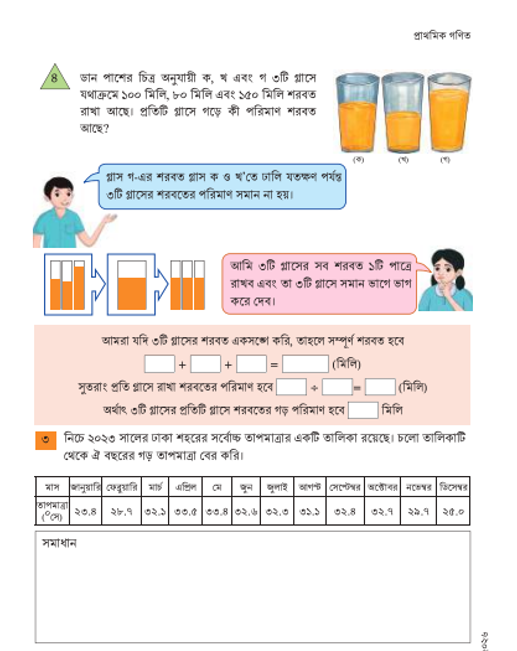 প্রাথমিক গণিত
৪ ডান পাশের চিত্র অনুযায়ী ক, খ এবং গ ৩টি গ্লাসে
যথাক্রমে ১০০ মিলি, ৮০ মিলি এবং ১৫০ মিলি শরবত
রাখা আছে। প্রতিটি গ্লাসে গড়ে কী পরিমাণ শরবত
আছে?
(ক) (খ) (গ)
গ্লাস গ-এর শরবত গ্লাস ক ও খ'তে ঢালি যতক্ষণ পর্যন্ত
৩টি গ্লাসের শরবতের পরিমাণ সমান না হয়।
আমি ৩টি গ্লাসের সব শরবত ১টি পাত্রে
রাখব এবং তা ৩টি গ্লাসে সমান ভাগে ভাগ
করে দেব।
আমরা যদি ৩টি গ্লাসের শরবত একসঙ্গে করি, তাহলে সম্পূর্ণ শরবত হবে
+ + = (মিলি)
সুতরাং প্রতি গ্লাসে রাখা শরবতের পরিমাণ হবে ÷ = (মিলি)
অর্থাৎ ৩টি গ্লাসের প্রতিটি গ্লাসে শরবতের গড় পরিমাণ হবে মিলি
৩ নিচে ২০২৩ সালের ঢাকা শহরের সর্বোচ্চ তাপমাত্রার একটি তালিকা রয়েছে। চলো তালিকাটি
থেকে ঐ বছরের গড় তাপমাত্রা বের করি।
মাস জানুয়ারি ফেব্রুয়ারি মার্চ এপ্রিল মে জুন জুলাই আগস্ট সেপ্টেম্বর অক্টোবর নভেম্বর ডিসেম্বর
তাপমাত্রা (°সে) ২৩.৪ ২৮.৭ ৩২.১ ৩৩.৫ ৩৩.৪ ৩২.৬ ৩২.৩ ৩১.১ ৩২.৪ ৩২.৭ ২৯.৭ ২৫.০
সমাধান
২০২৬